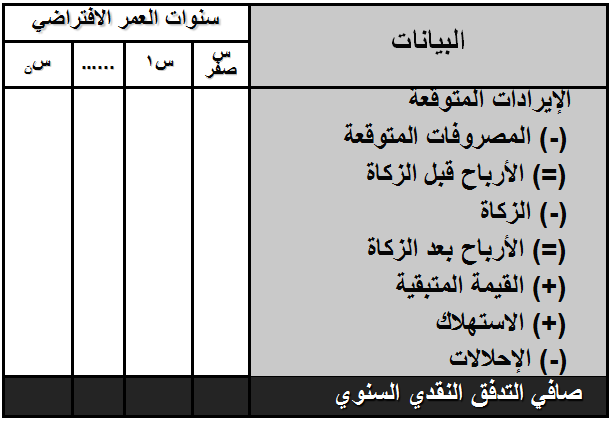 البيانات
سنوات العمر الافتراضي
س صفر
س١
......
سن
الإيرادات المتوقعة
(-) المصروفات المتوقعة
(=) الأرباح قبل الزكاة
(-) الزكاة
(=) الأرباح بعد الزكاة
(+) القيمة المتبقية
(+) الاستهلاك
(-) الإحلالات
صافي التدفق النقدي السنوي